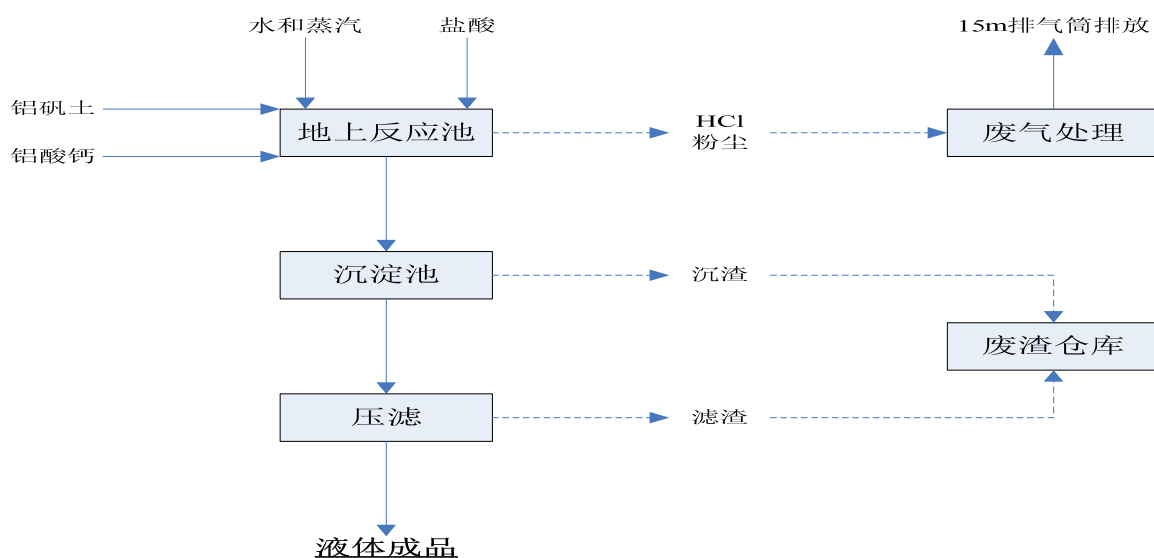 水和蒸汽
盐酸
15m排气筒排放
铝矾土
地上反应池
HCl
粉尘
废气处理
铝酸钙
沉淀池
沉渣
废渣仓库
压滤
滤渣
液体成品